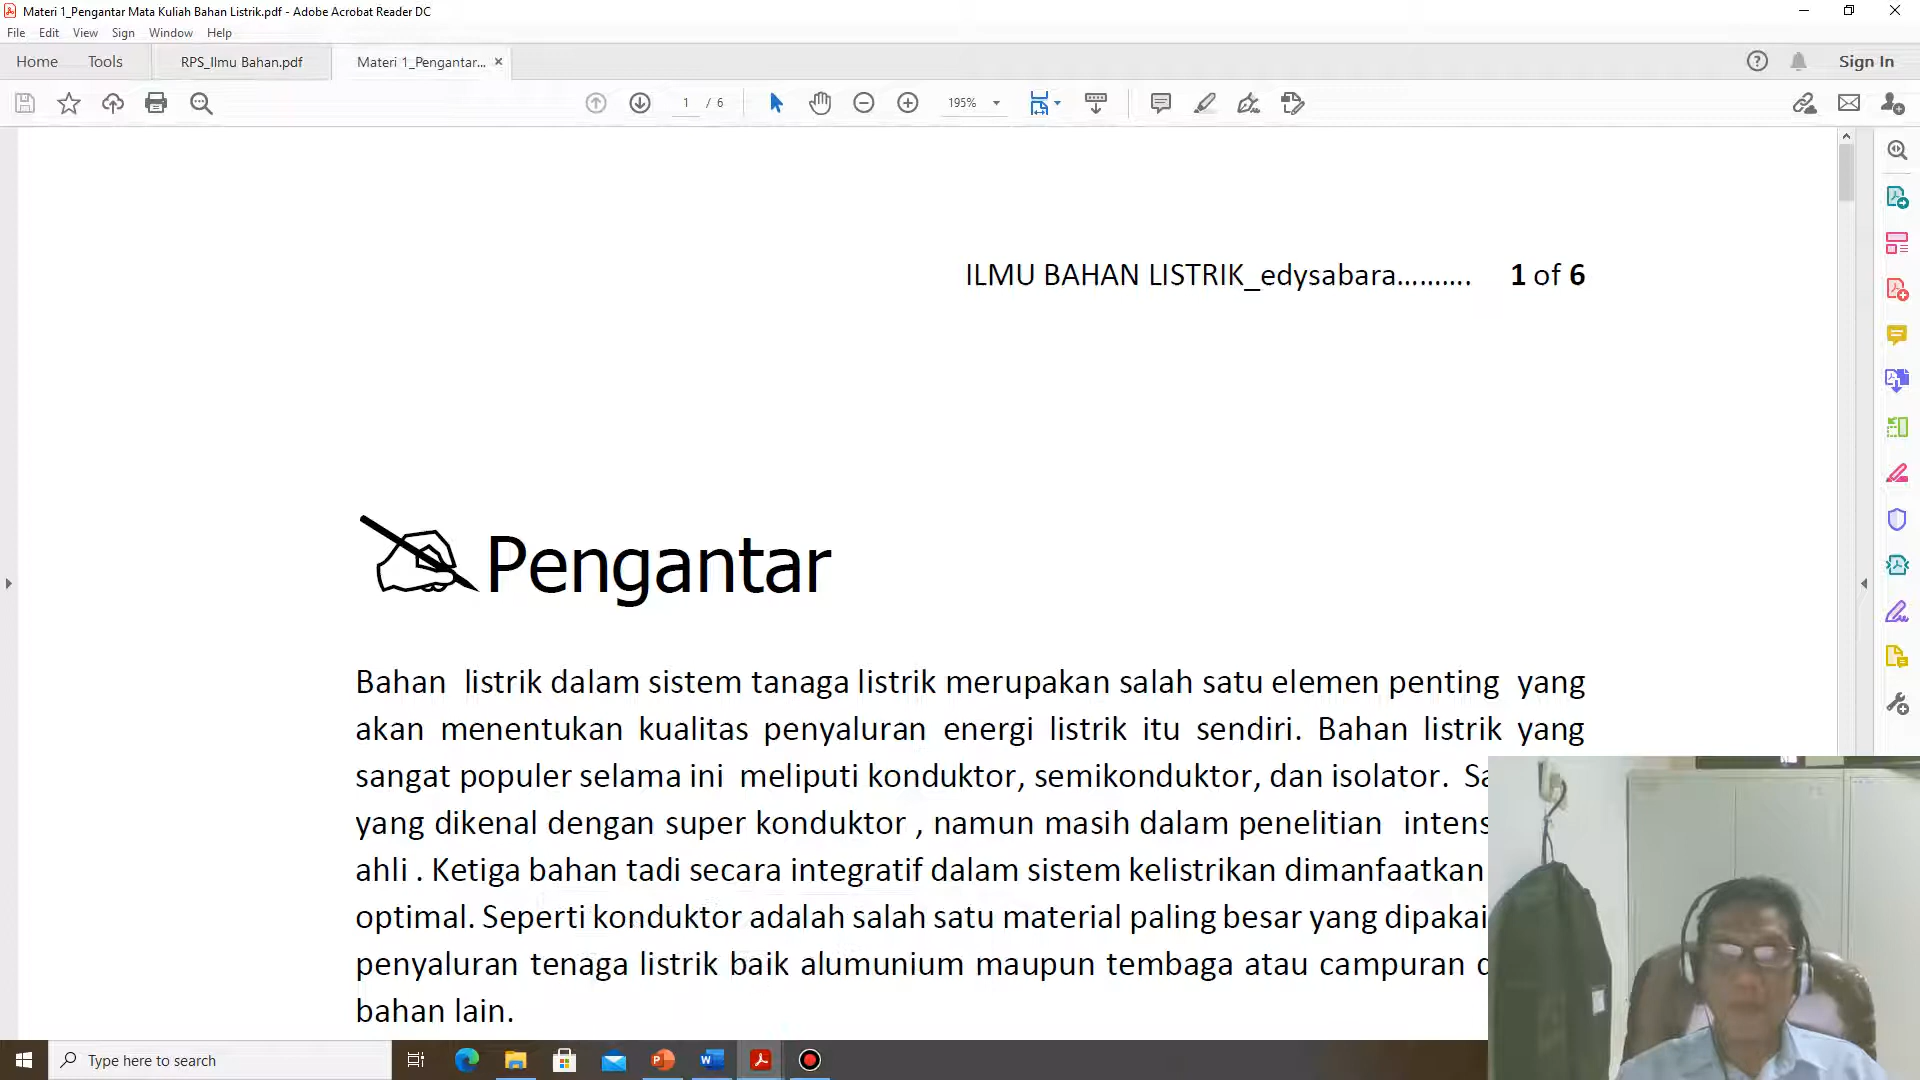 Materi 1_Pengantar Mata Kuliah Bahan Listrik.pdf - Adobe Acrobat Reader DC
File Edit View Sign Window Help
Home Tools RPS_Ilmu Bahan.pdf Materi 1_Pengantar... Sign In
1 / 6 195%
ILMU BAHAN LISTRIK_edysabara.......... 1 of 6
Pengantar
Bahan listrik dalam sistem tanaga listrik merupakan salah satu elemen penting yang
akan menentukan kualitas penyaluran energi listrik itu sendiri. Bahan listrik yang
sangat populer selama ini meliputi konduktor, semikonduktor, dan isolator.
yang dikenal dengan super konduktor , namun masih dalam penelitian
ahli . Ketiga bahan tadi secara integratif dalam sistem kelistrikan dimanfaatkan
optimal. Seperti konduktor adalah salah satu material paling besar yang dipakai
penyaluran tenaga listrik baik alumunium maupun tembaga atau campuran
bahan lain.
Type here to search